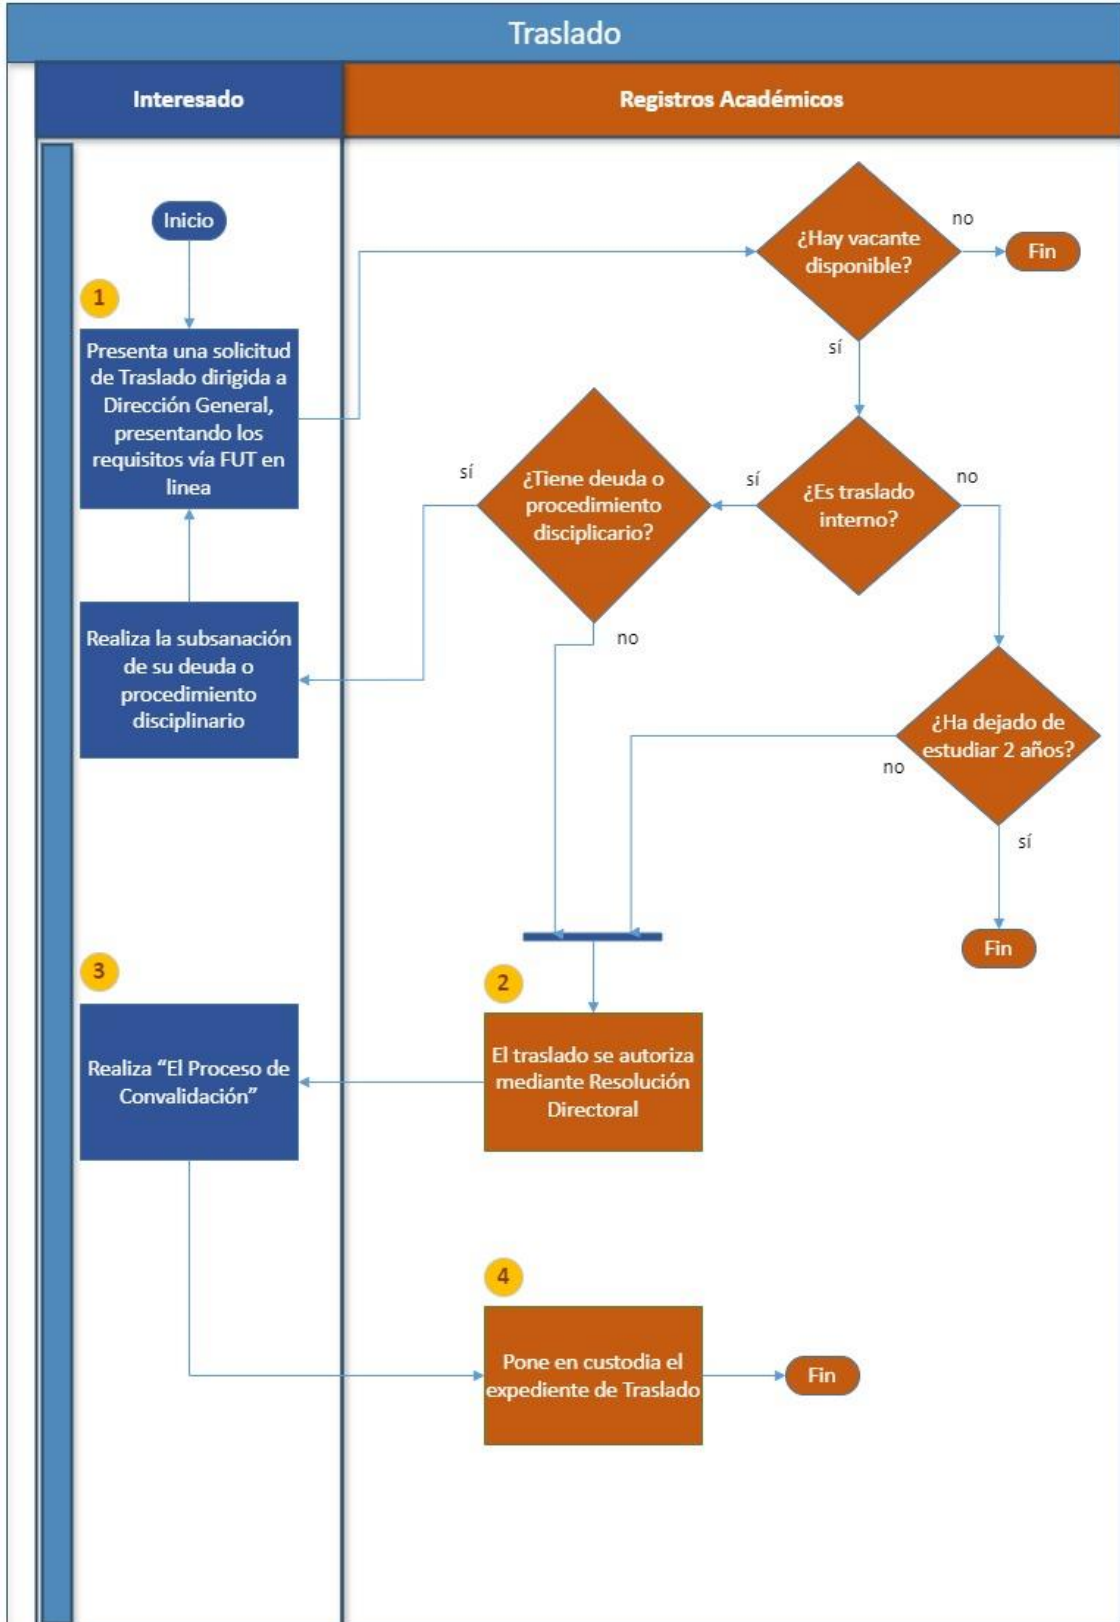 Traslado
Interesado
Registros Académicos
Inicio
¿Hay vacante
disponible?
no
Fin
sí
1
Presenta una solicitud
de Traslado dirigida a
Dirección General,
presentando los
requisitos vía FUT en
linea
¿Es traslado
interno?
sí
no
¿Tiene deuda o
procedimiento
disciplicario?
sí
no
Realiza la subsanación
de su deuda o
procedimiento
disciplinario
¿Ha dejado de
estudiar 2 años?
no
sí
Fin
2
El traslado se autoriza
mediante Resolución
Directoral
3
Realiza “El Proceso de
Convalidación”
4
Pone en custodia el
expediente de Traslado
Fin